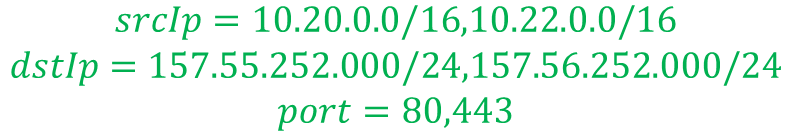 srcIp = 10.20.0.0/16,10.22.0.0/16
dstIp = 157.55.252.000/24,157.56.252.000/24
port = 80,443